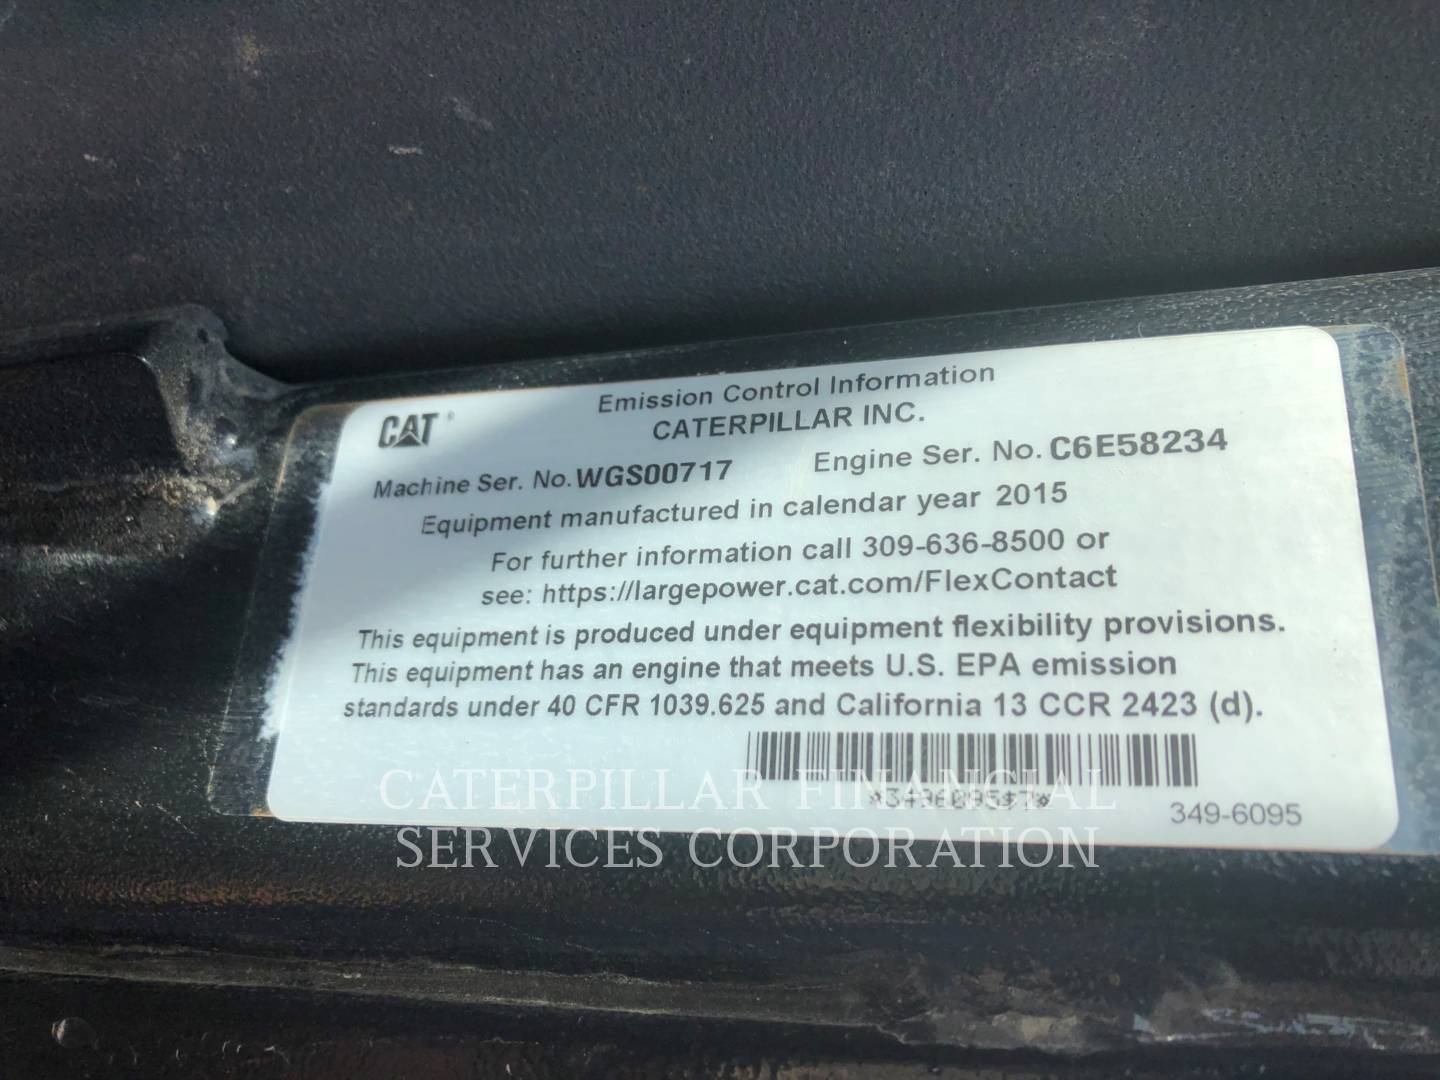 CAT®
Emission Control Information
CATERPILLAR INC.
Machine Ser. No. WGS00717 Engine Ser. No. C6E58234
Equipment manufactured in calendar year 2015
For further information call 309-636-8500 or
see: https://largepower.cat.com/FlexContact
This equipment is produced under equipment flexibility provisions.
This equipment has an engine that meets U.S. EPA emission
standards under 40 CFR 1039.625 and California 13 CCR 2423 (d).
349-6095
CATERPILLAR FINANCIAL
SERVICES CORPORATION